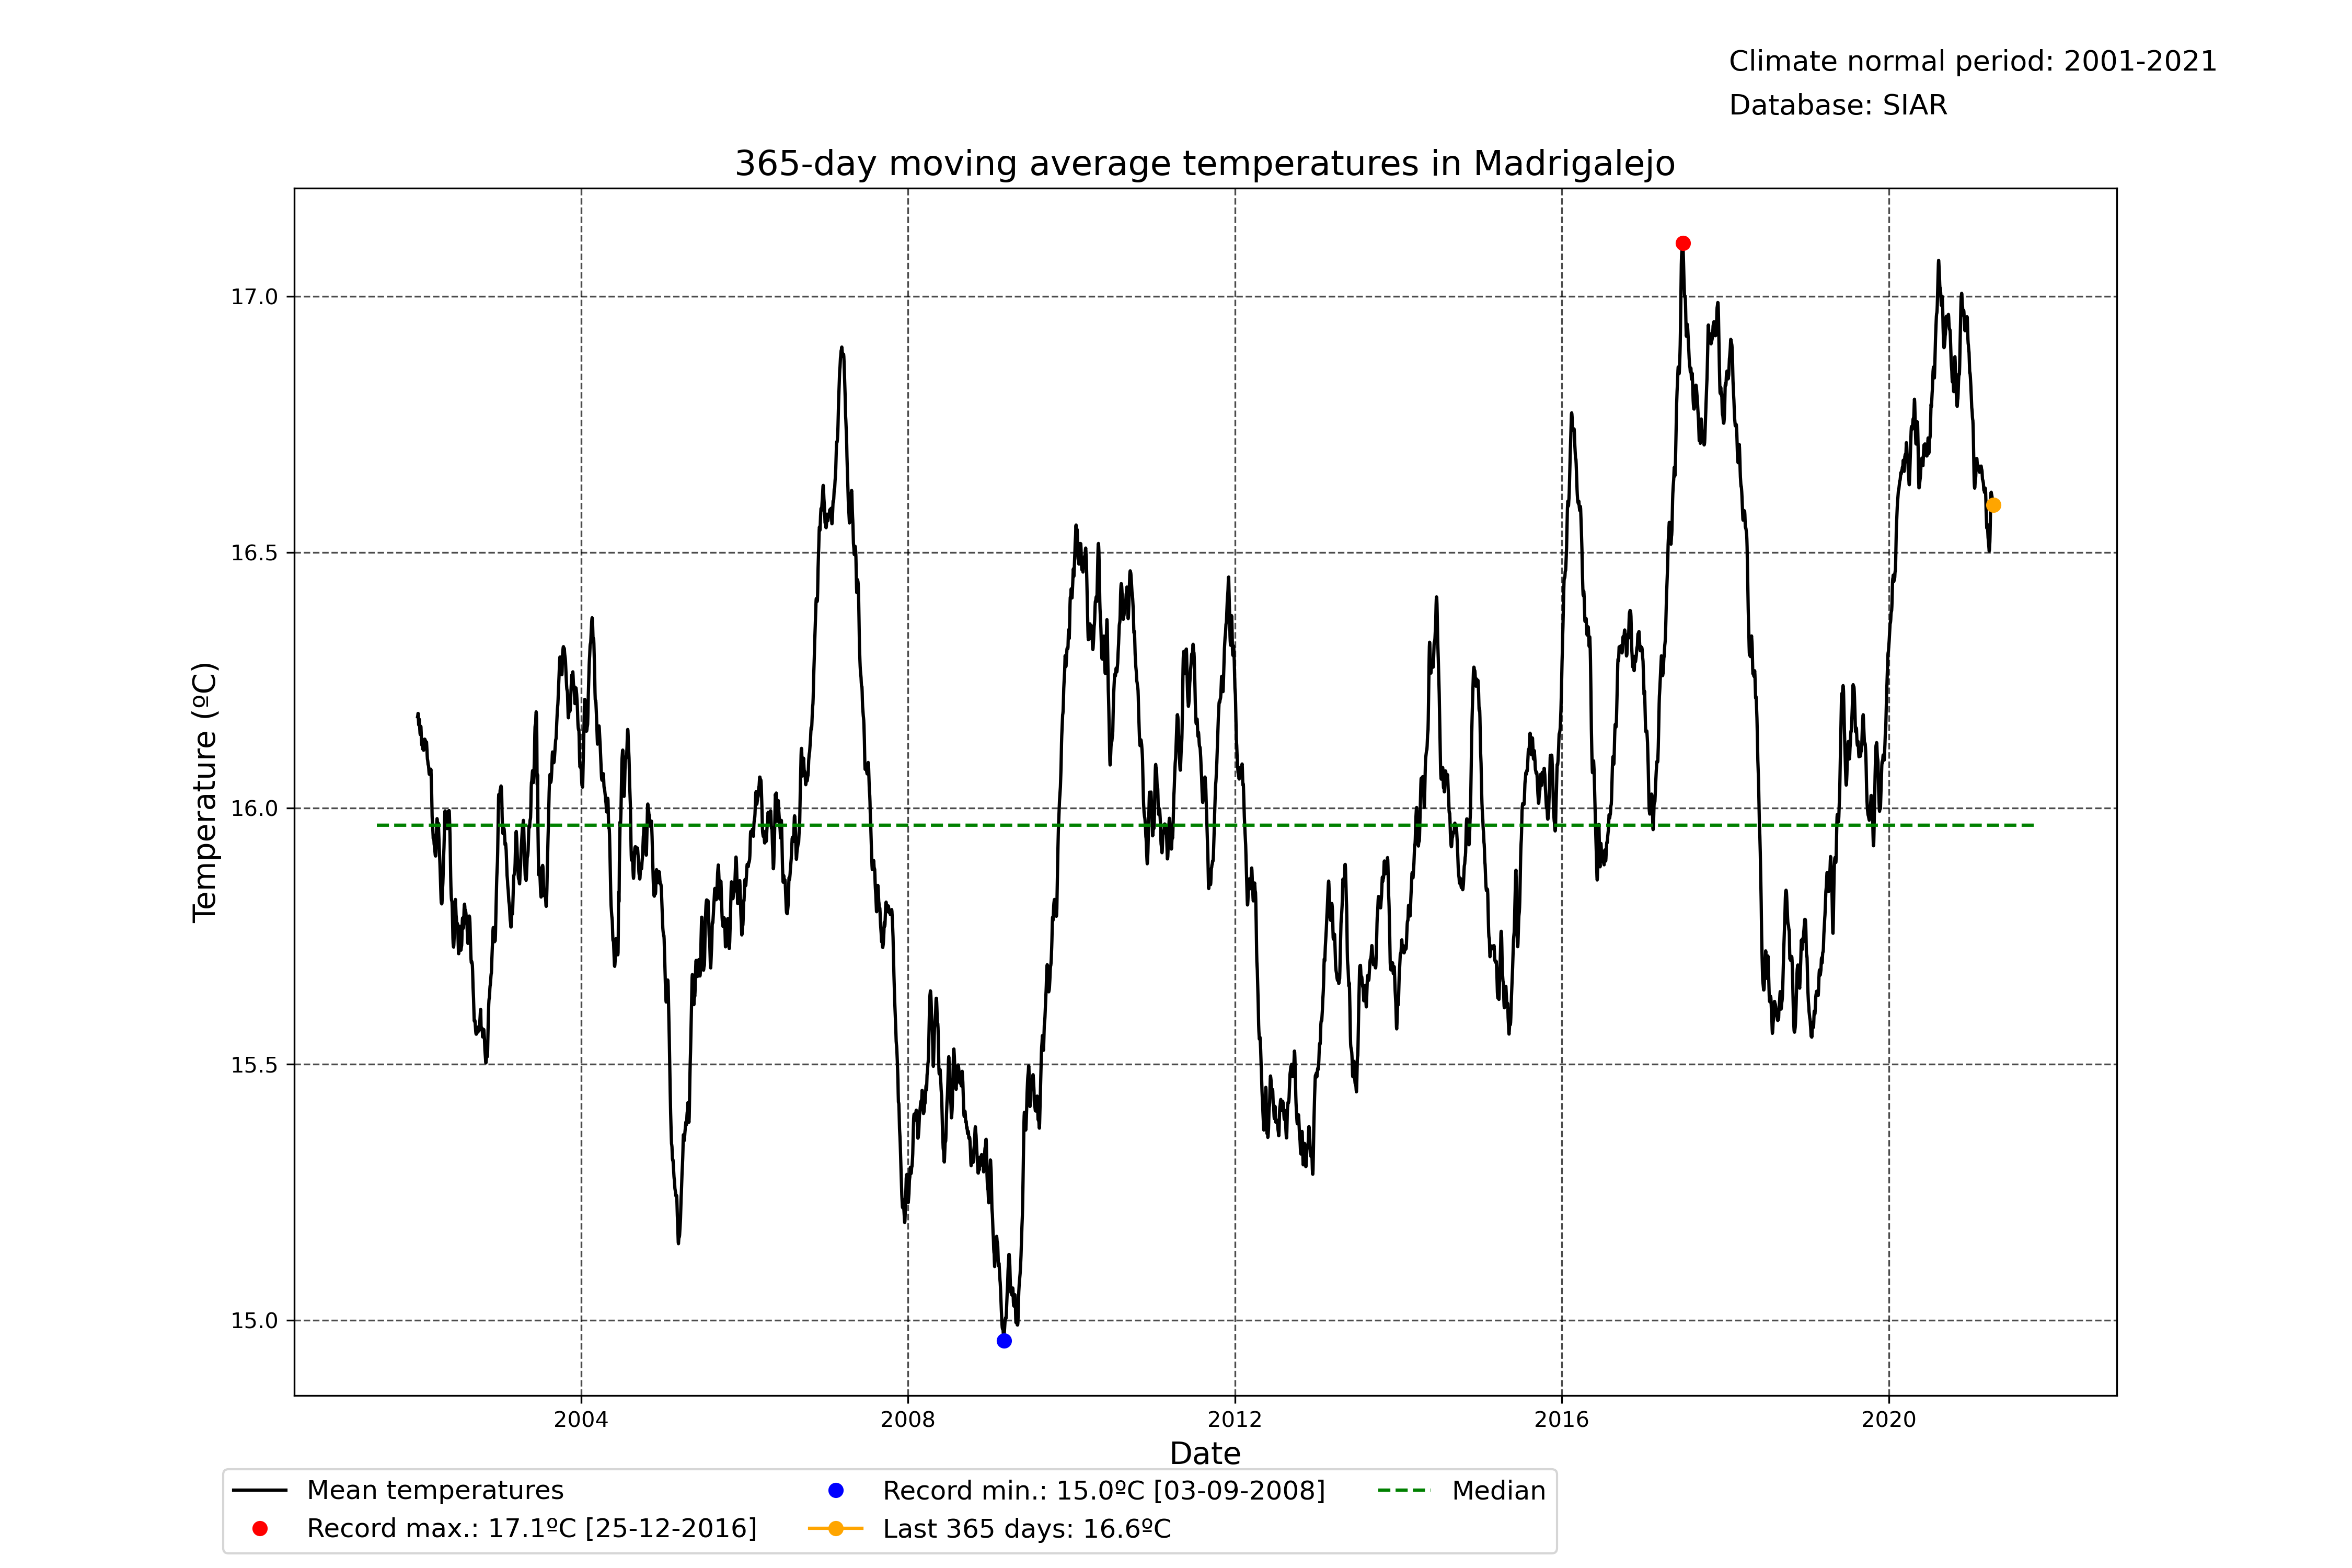 Climate normal period: 2001-2021
Database: SIAR
365-day moving average temperatures in Madrigalejo
Temperature (ºC)
17.0
16.5
16.0
15.5
15.0
2004 2008 2012 2016 2020
Date
Mean temperatures
Record max.: 17.1ºC [25-12-2016]
Record min.: 15.0ºC [03-09-2008]
Last 365 days: 16.6ºC
Median